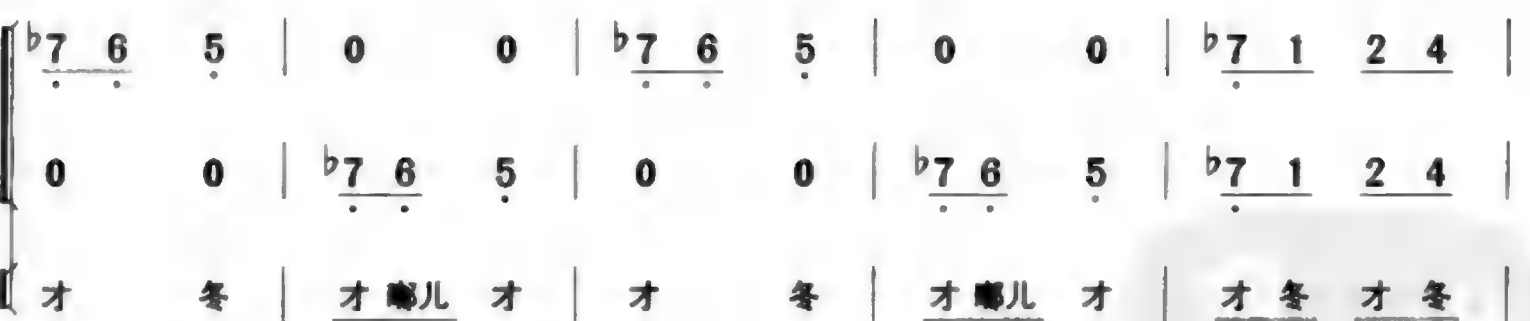 ♭7 6 5 | 0 0 | ♭7 6 5 | 0 0 | ♭7 1 2 4 |
0 0 | ♭7 6 5 | 0 0 | ♭7 6 5 | ♭7 1 2 4 |
才 冬 | 才 嘟儿 才 | 才 冬 | 才 嘟儿 才 | 才 冬 才 冬 |